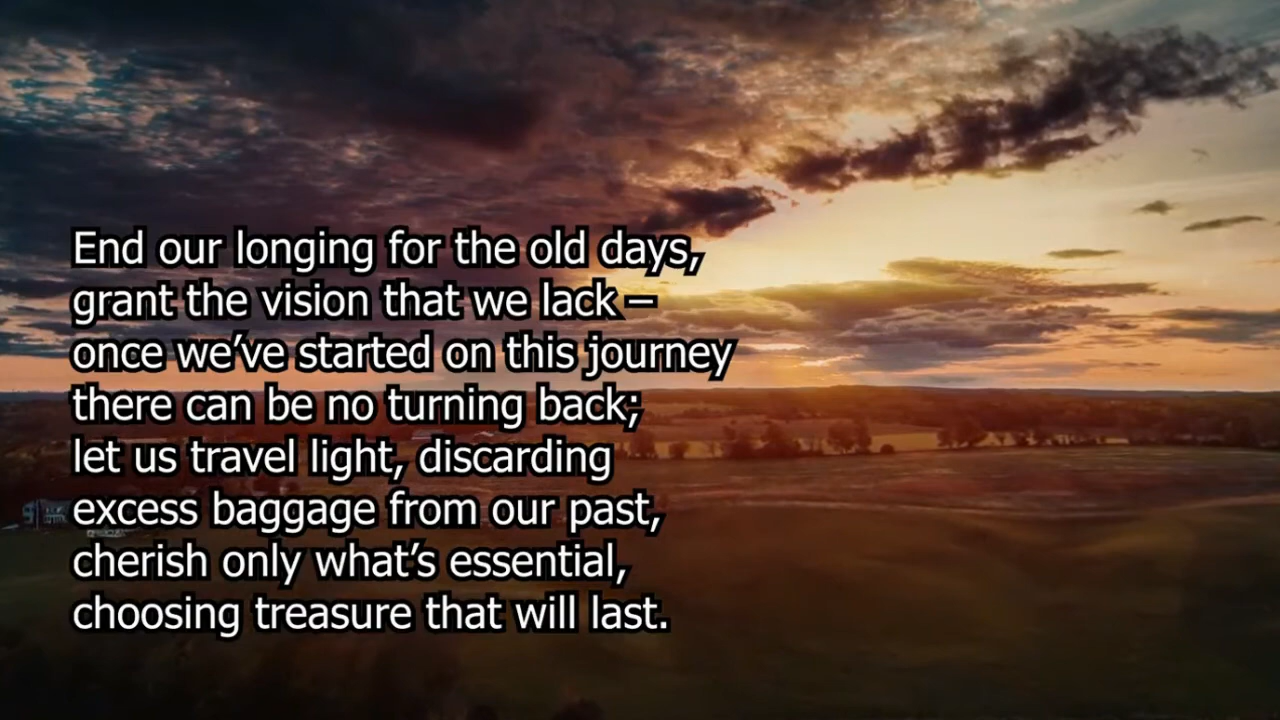 End our longing for the old days,
grant the vision that we lack –
once we’ve started on this journey
there can be no turning back;
let us travel light, discarding
excess baggage from our past,
cherish only what’s essential,
choosing treasure that will last.